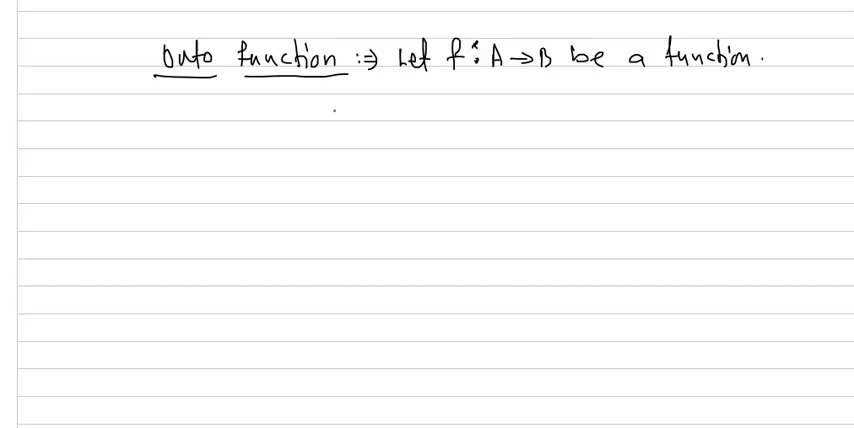 Onto function :⇒ Let f: A → B be a function.